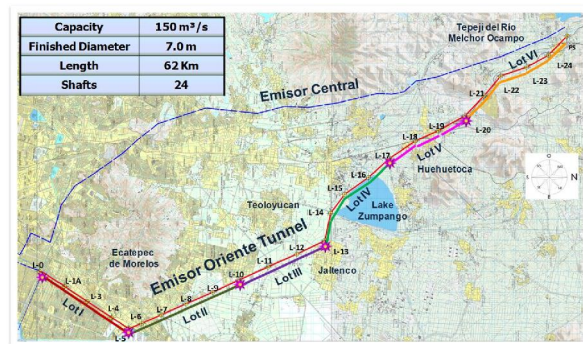 Capacity 150 m³/s
Finished Diameter 7.0 m
Length 62 Km
Shafts 24
Tepeji del Río
Melchor Ocampo
Emisor Central
Lot VI
PS
L-24
L-23
L-22
L-21
L-20
L-19
L-18
L-17
Lot V
Huehuetoca
L-16
L-15
Lot IV
L-14
Lake
Zumpango
Teoloyucan
Emisor Oriente Tunnel
L-13
Jaltenco
L-12
L-11
Lot III
L-10
L-9
L-8
L-7
L-6
Lot II
L-5
Ecatepec
de Morelos
L-0
L-1A
L-3
L-4
Lot I
O
N
E